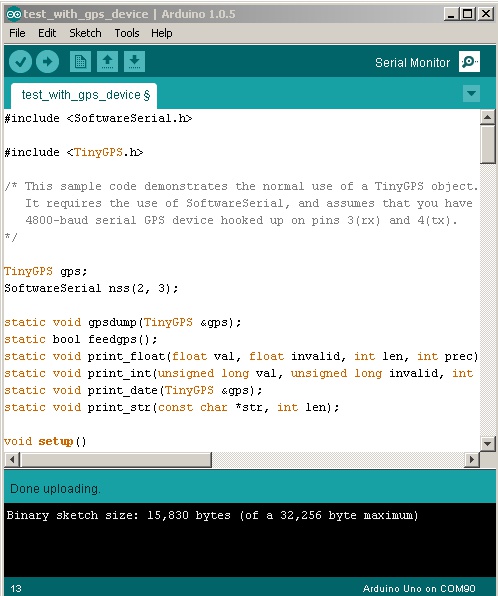 test_with_gps_device | Arduino 1.0.5
File Edit Sketch Tools Help
Serial Monitor
test_with_gps_device §
#include <SoftwareSerial.h>
#include <TinyGPS.h>
/* This sample code demonstrates the normal use of a TinyGPS object.
It requires the use of SoftwareSerial, and assumes that you have
4800-baud serial GPS device hooked up on pins 3(rx) and 4(tx).
*/
TinyGPS gps;
SoftwareSerial nss(2, 3);
static void gpsdump(TinyGPS &gps);
static bool feedgps();
static void print_float(float val, float invalid, int len, int prec)
static void print_int(unsigned long val, unsigned long invalid, int
static void print_date(TinyGPS &gps);
static void print_str(const char *str, int len);
void setup()
Done uploading.
Binary sketch size: 15,830 bytes (of a 32,256 byte maximum)
13
Arduino Uno on COM90